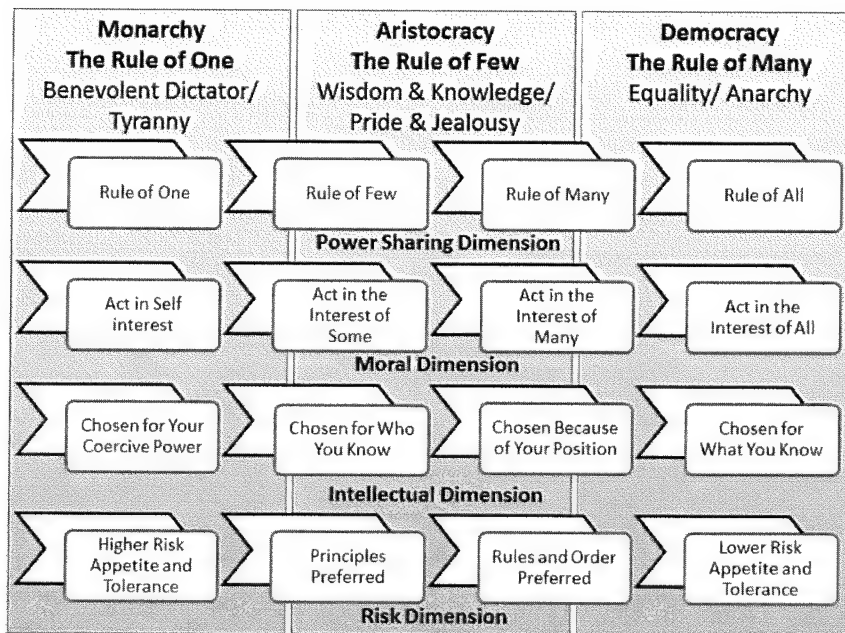 Monarchy
The Rule of One
Benevolent Dictator/
Tyranny
Aristocracy
The Rule of Few
Wisdom & Knowledge/
Pride & Jealousy
Democracy
The Rule of Many
Equality/ Anarchy
Rule of One
Rule of Few
Rule of Many
Rule of All
Power Sharing Dimension
Act in Self
interest
Act in the
Interest of
Some
Act in the
Interest of
Many
Act in the
Interest of All
Moral Dimension
Chosen for Your
Coercive Power
Chosen for Who
You Know
Chosen Because
of Your Position
Chosen for
What You Know
Intellectual Dimension
Higher Risk
Appetite and
Tolerance
Principles
Preferred
Rules and Order
Preferred
Lower Risk
Appetite and
Tolerance
Risk Dimension